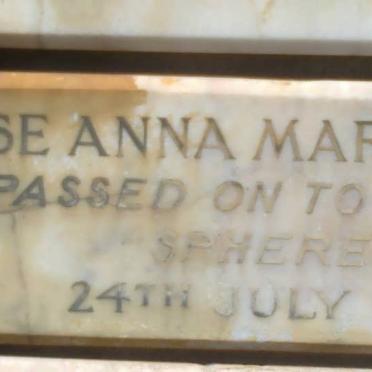 SE ANNA MAR
PASSED ON TO
"SPHERE
24TH JULY